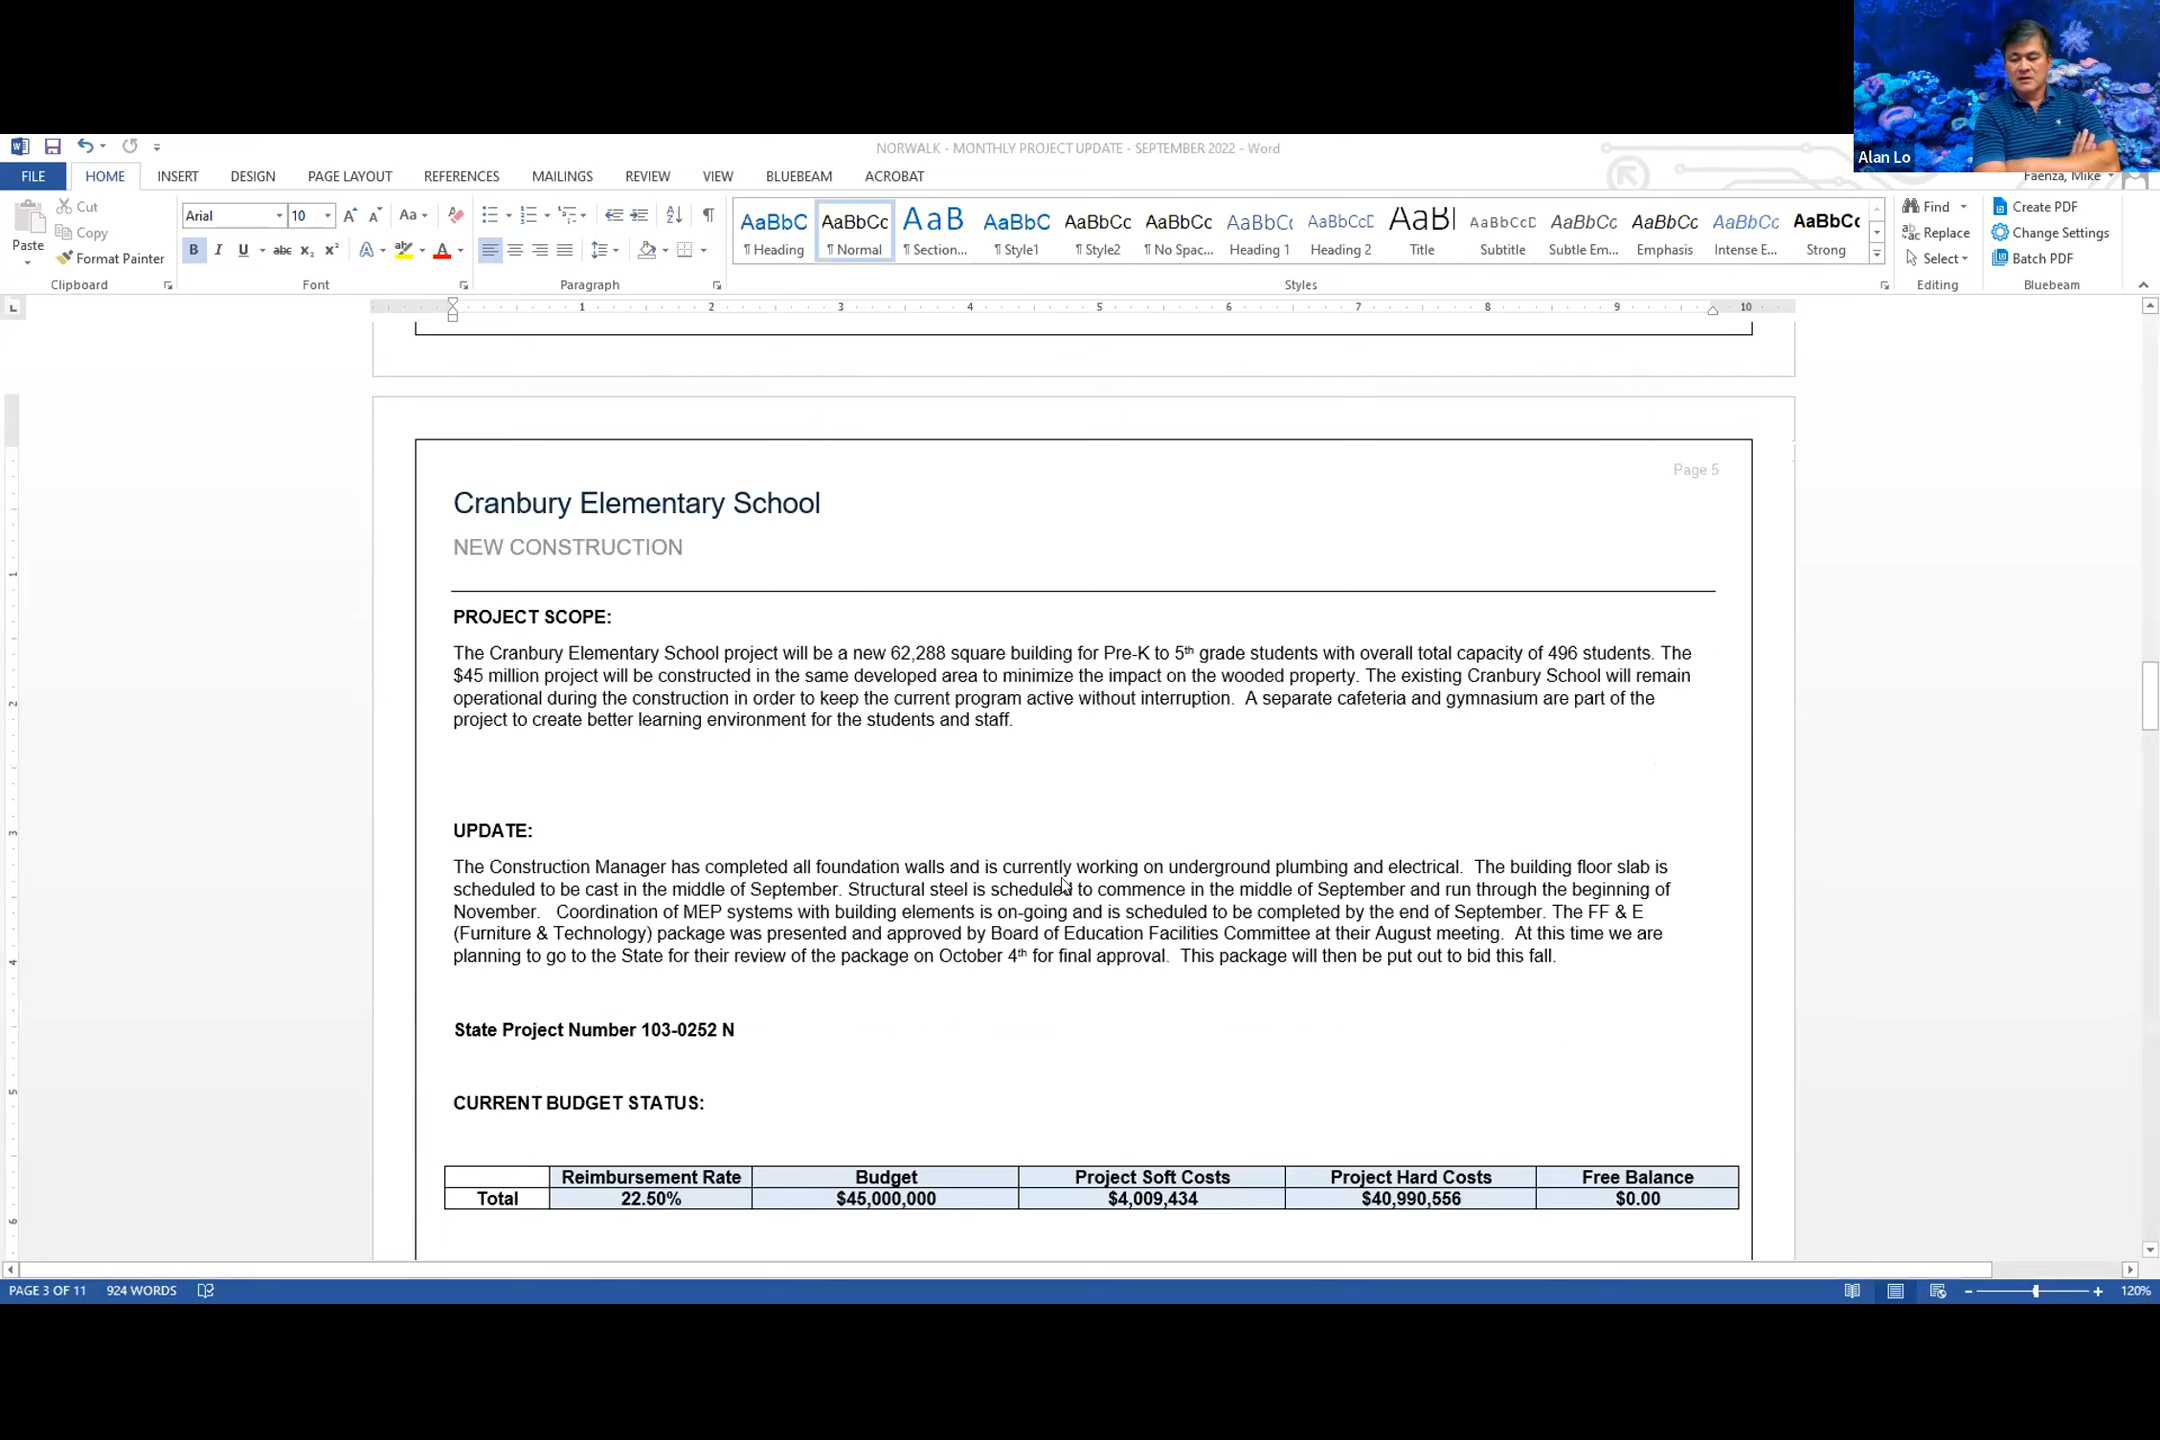 Alan Lo
NORWALK - MONTHLY PROJECT UPDATE - SEPTEMBER 2022 - Word
Faenza, Mike
FILE HOME INSERT DESIGN PAGE LAYOUT REFERENCES MAILINGS REVIEW VIEW BLUEBEAM ACROBAT
Paste
Cut
Copy
Format Painter
Clipboard
Arial 10
Font
Paragraph
AaBbC AaBbCc AaB AaBbC AaBbCc AaBbCc AaBbC AaBbCcD AaBl AaBbCcD AaBbCc AaBbCc AaBbCc AaBbCc
¶ Heading ¶ Normal ¶ Section... ¶ Style1 ¶ Style2 ¶ No Spac... Heading 1 Heading 2 Title Subtitle Subtle Em... Emphasis Intense E... Strong
Styles
Find
Replace
Select
Editing
Create PDF
Change Settings
Batch PDF
Bluebeam
1 2 3 4 5 6 7 8 9 10
Page 5
Cranbury Elementary School
NEW CONSTRUCTION
PROJECT SCOPE:
The Cranbury Elementary School project will be a new 62,288 square building for Pre-K to 5th grade students with overall total capacity of 496 students. The
$45 million project will be constructed in the same developed area to minimize the impact on the wooded property. The existing Cranbury School will remain
operational during the construction in order to keep the current program active without interruption. A separate cafeteria and gymnasium are part of the
project to create better learning environment for the students and staff.
UPDATE:
The Construction Manager has completed all foundation walls and is currently working on underground plumbing and electrical. The building floor slab is
scheduled to be cast in the middle of September. Structural steel is scheduled to commence in the middle of September and run through the beginning of
November. Coordination of MEP systems with building elements is on-going and is scheduled to be completed by the end of September. The FF & E
(Furniture & Technology) package was presented and approved by Board of Education Facilities Committee at their August meeting. At this time we are
planning to go to the State for their review of the package on October 4th for final approval. This package will then be put out to bid this fall.
State Project Number 103-0252 N
CURRENT BUDGET STATUS:
Reimbursement Rate Budget Project Soft Costs Project Hard Costs Free Balance
Total 22.50% $45,000,000 $4,009,434 $40,990,556 $0.00
PAGE 3 OF 11 924 WORDS 120%